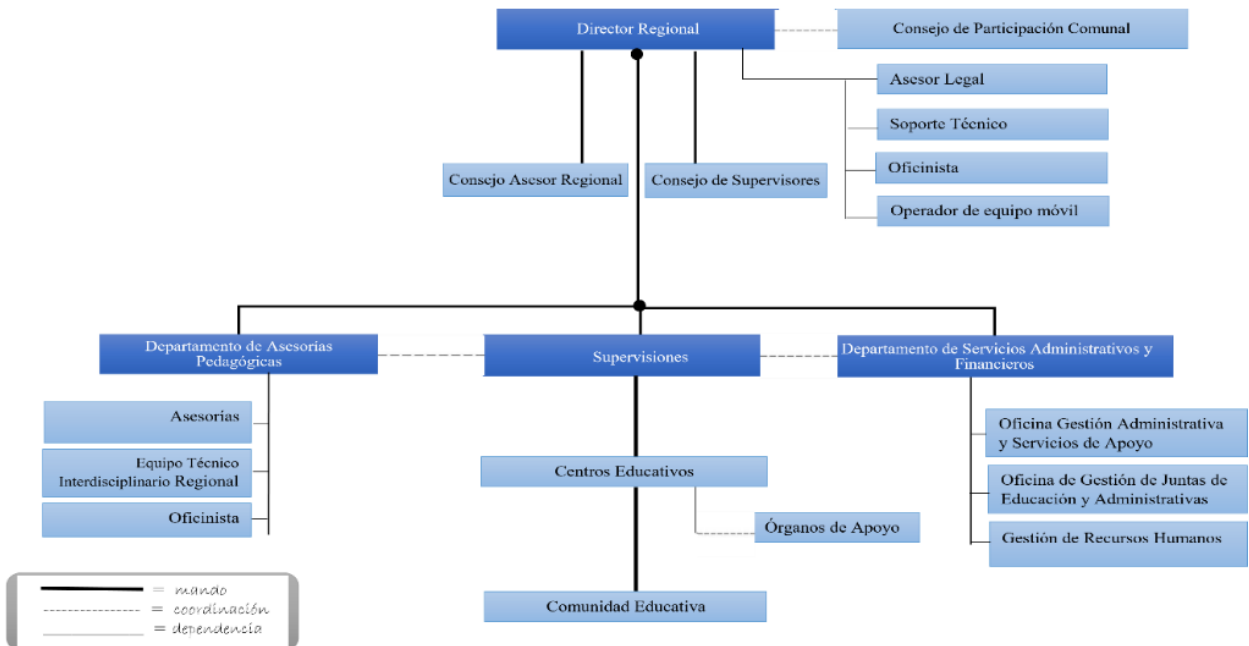 Director Regional
Consejo de Participación Comunal
Asesor Legal
Soporte Técnico
Oficinista
Operador de equipo móvil
Consejo Asesor Regional
Consejo de Supervisores
Departamento de Asesorías
Pedagógicas
Supervisiones
Departamento de Servicios Administrativos y
Financieros
Asesorías
Equipo Técnico
Interdisciplinario Regional
Oficinista
Centros Educativos
Órganos de Apoyo
Comunidad Educativa
Oficina Gestión Administrativa
y Servicios de Apoyo
Oficina de Gestión de Juntas de
Educación y Administrativas
Gestión de Recursos Humanos
= mando
= coordinación
= dependencia